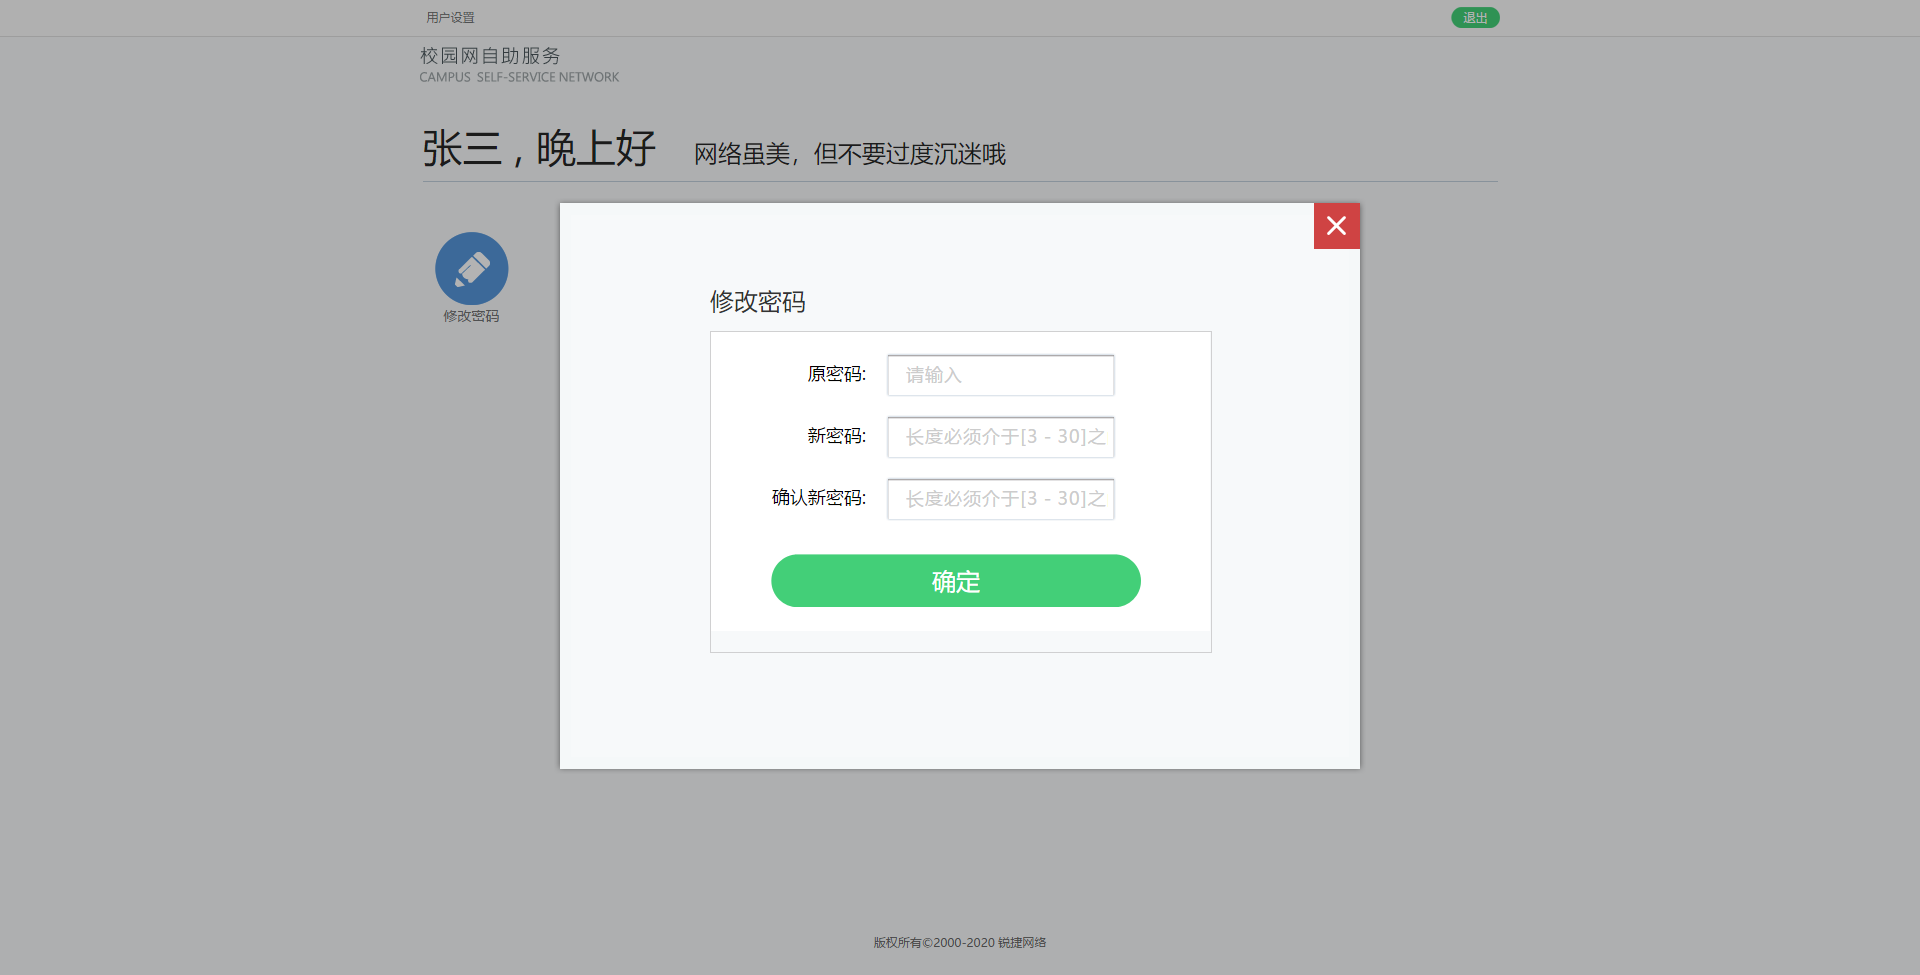 用户设置
退出
校园网自助服务
CAMPUS SELF-SERVICE NETWORK
张三 , 晚上好
网络虽美，但不要过度沉迷哦
修改密码
修改密码
原密码:
请输入
新密码:
长度必须介于[3 - 30]之
确认新密码:
长度必须介于[3 - 30]之
确定
版权所有©2000-2020 锐捷网络